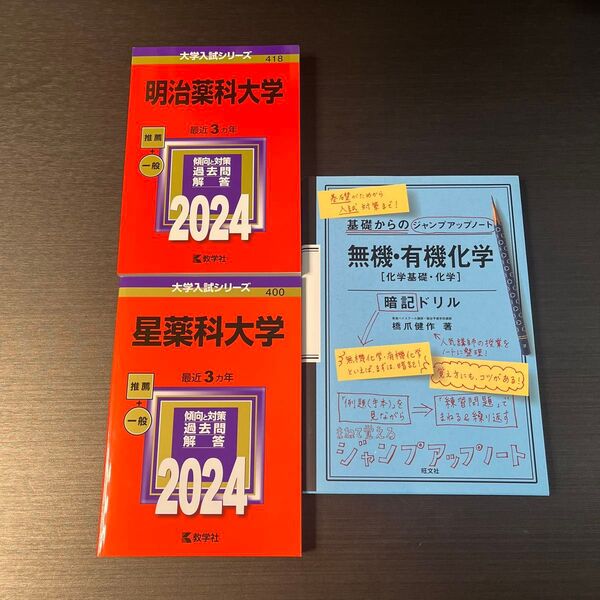 大学入試シリーズ
418
明治薬科大学
最近3ヵ年
推薦
+
一般
傾向と対策
過去問
解答
2024
教学社
大学入試シリーズ
400
星薬科大学
最近3ヵ年
推薦
+
一般
傾向と対策
過去問
解答
2024
教学社
基礎がためから
入試対策まで!
基礎からのジャンプアップノート
無機・有機化学
[化学基礎・化学]
暗記ドリル
橋爪健作 著
人気講師の授業を
ノートに整理!
無機化学・有機化学
といえば、まずは、暗記!
覚え方にも、コツがある!
「例題(手本)」を
見ながら
「練習問題」で
まねる&繰り返す
まねて覚える
ジャンプアップノート
旺文社